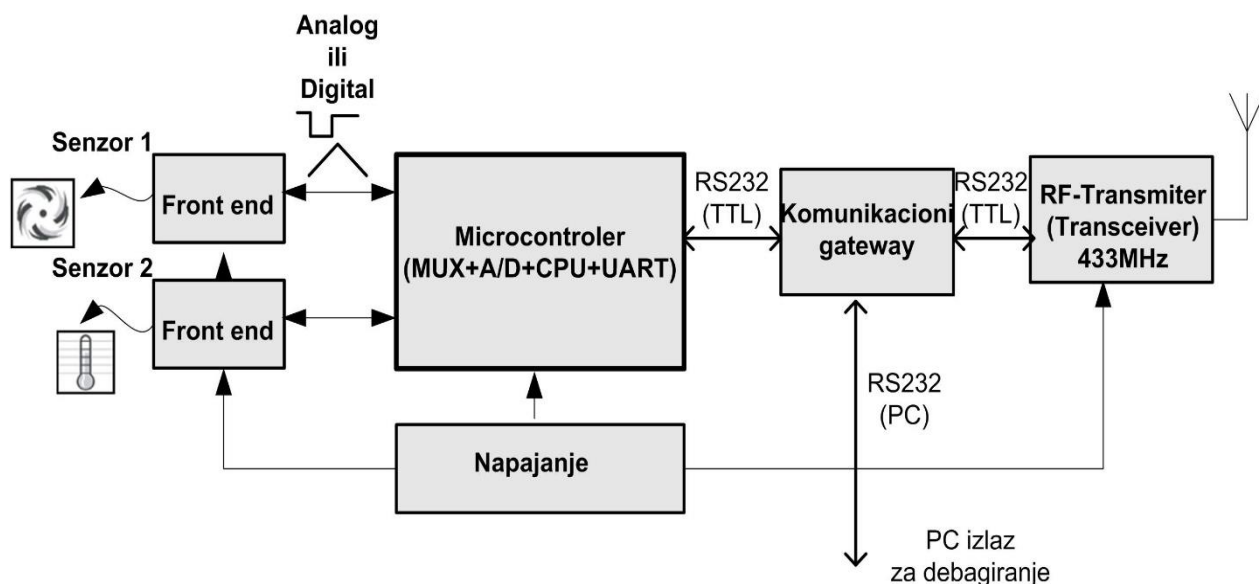 Analog
ili
Digital
Senzor 1
Front end
Senzor 2
Front end
Microcontroler
(MUX+A/D+CPU+UART)
RS232
(TTL)
Komunikacioni
gateway
RS232
(TTL)
RF-Transmiter
(Transceiver)
433MHz
RS232
(PC)
Napajanje
PC izlaz
za debagiranje